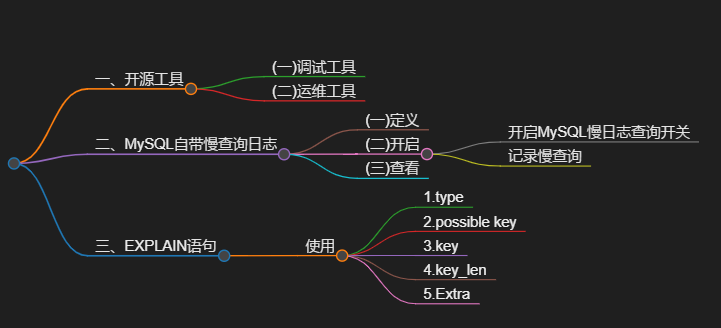 一、开源工具
(一)调试工具
(二)运维工具
二、MySQL自带慢查询日志
(一)定义
(二)开启
开启MySQL慢日志查询开关
记录慢查询
(三)查看
三、EXPLAIN语句
使用
1.type
2.possible key
3.key
4.key_len
5.Extra